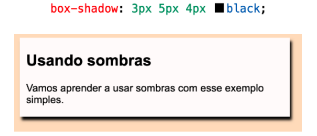 box-shadow: 3px 5px 4px black;
Usando sombras
Vamos aprender a usar sombras com esse exemplo
simples.